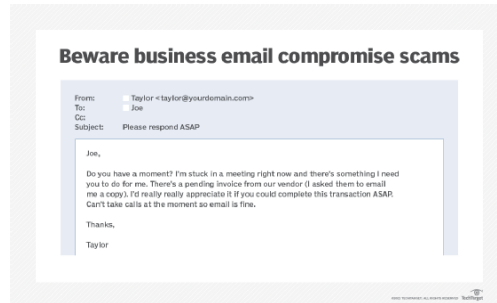 Beware business email compromise scams
From: Taylor <taylor@yourdomain.com>
To: Joe
Cc:
Subject: Please respond ASAP
Joe,
Do you have a moment? I'm stuck in a meeting right now and there's something I need
you to do for me. There's a pending invoice from our vendor (I asked them to email
me a copy). I'd really really appreciate it if you could complete this transaction ASAP.
Can't take calls at the moment so email is fine.
Thanks,
Taylor
TechTarget